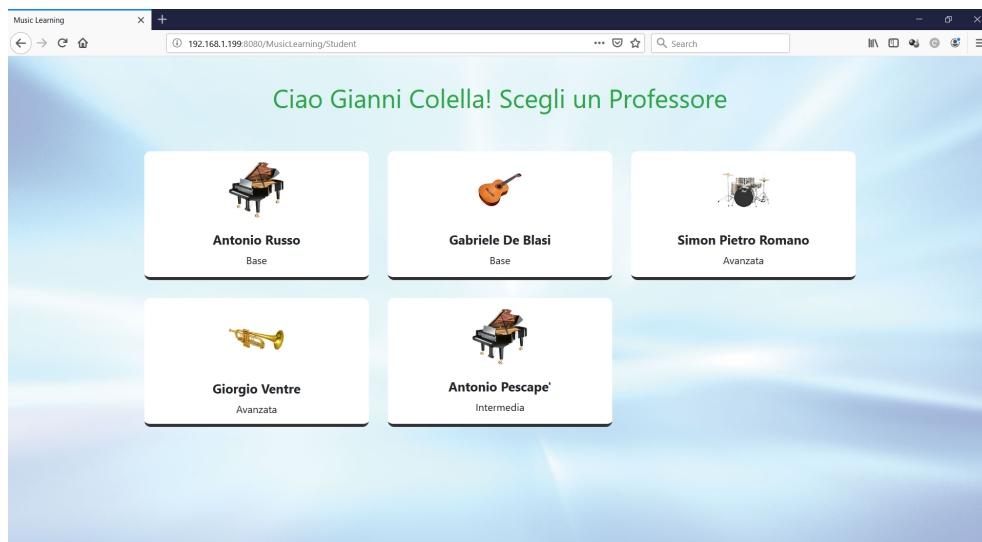 Music Learning
192.168.1.199:8080/MusicLearning/Student
Search
Ciao Gianni Colella! Scegli un Professore
Antonio Russo
Base
Gabriele De Blasi
Base
Simon Pietro Romano
Avanzata
Giorgio Ventre
Avanzata
Antonio Pescape'
Intermedia